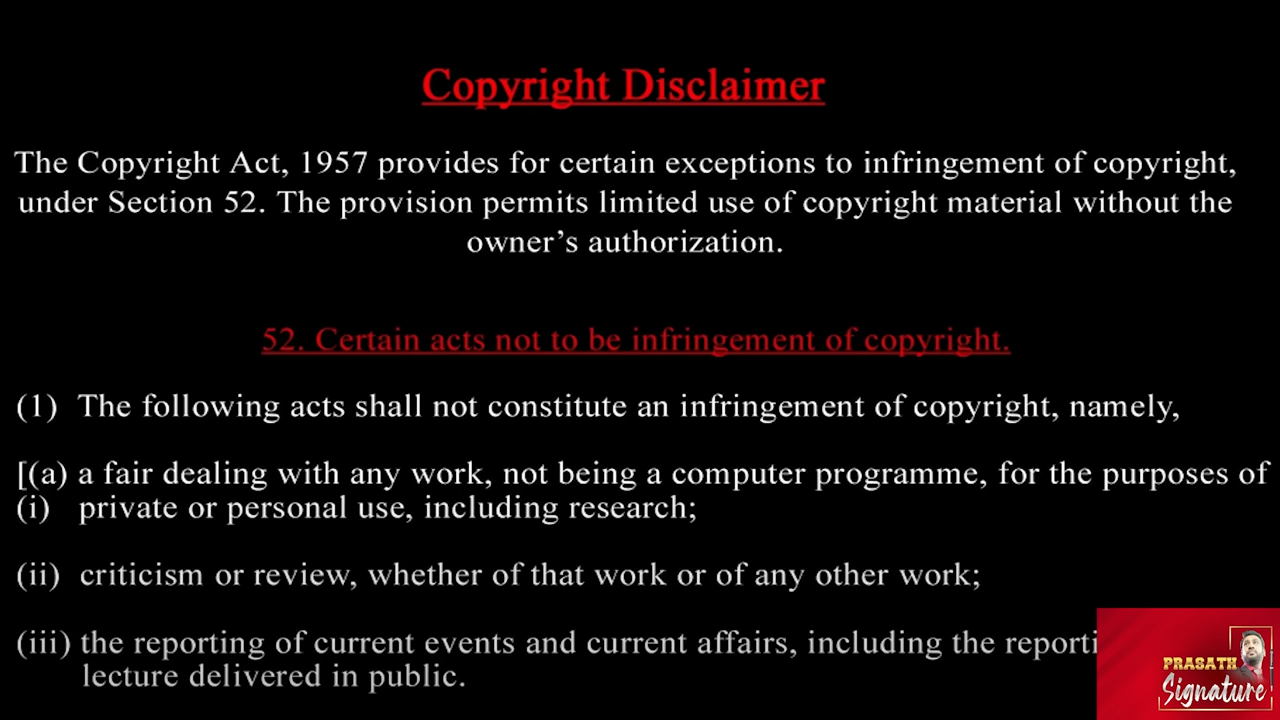 Copyright Disclaimer
The Copyright Act, 1957 provides for certain exceptions to infringement of copyright,
under Section 52. The provision permits limited use of copyright material without the
owner’s authorization.
52. Certain acts not to be infringement of copyright.
(1) The following acts shall not constitute an infringement of copyright, namely,
[(a) a fair dealing with any work, not being a computer programme, for the purposes of
(i) private or personal use, including research;
(ii) criticism or review, whether of that work or of any other work;
(iii) the reporting of current events and current affairs, including the reporti
lecture delivered in public.
PRASATH
Signature